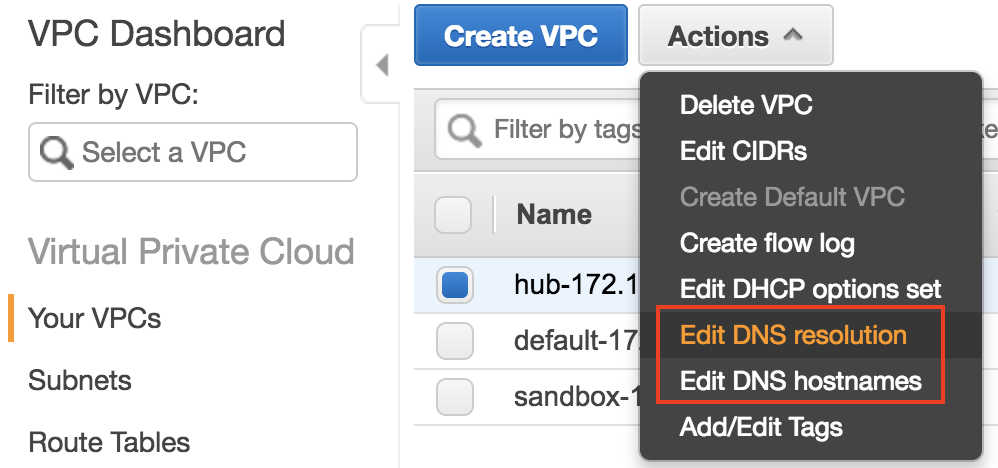 VPC Dashboard
Filter by VPC:
Select a VPC
Virtual Private Cloud
Your VPCs
Subnets
Route Tables
Create VPC
Actions
Filter by tags
Name
hub-172.1
default-17
sandbox-1
Delete VPC
Edit CIDRs
Create Default VPC
Create flow log
Edit DHCP options set
Edit DNS resolution
Edit DNS hostnames
Add/Edit Tags